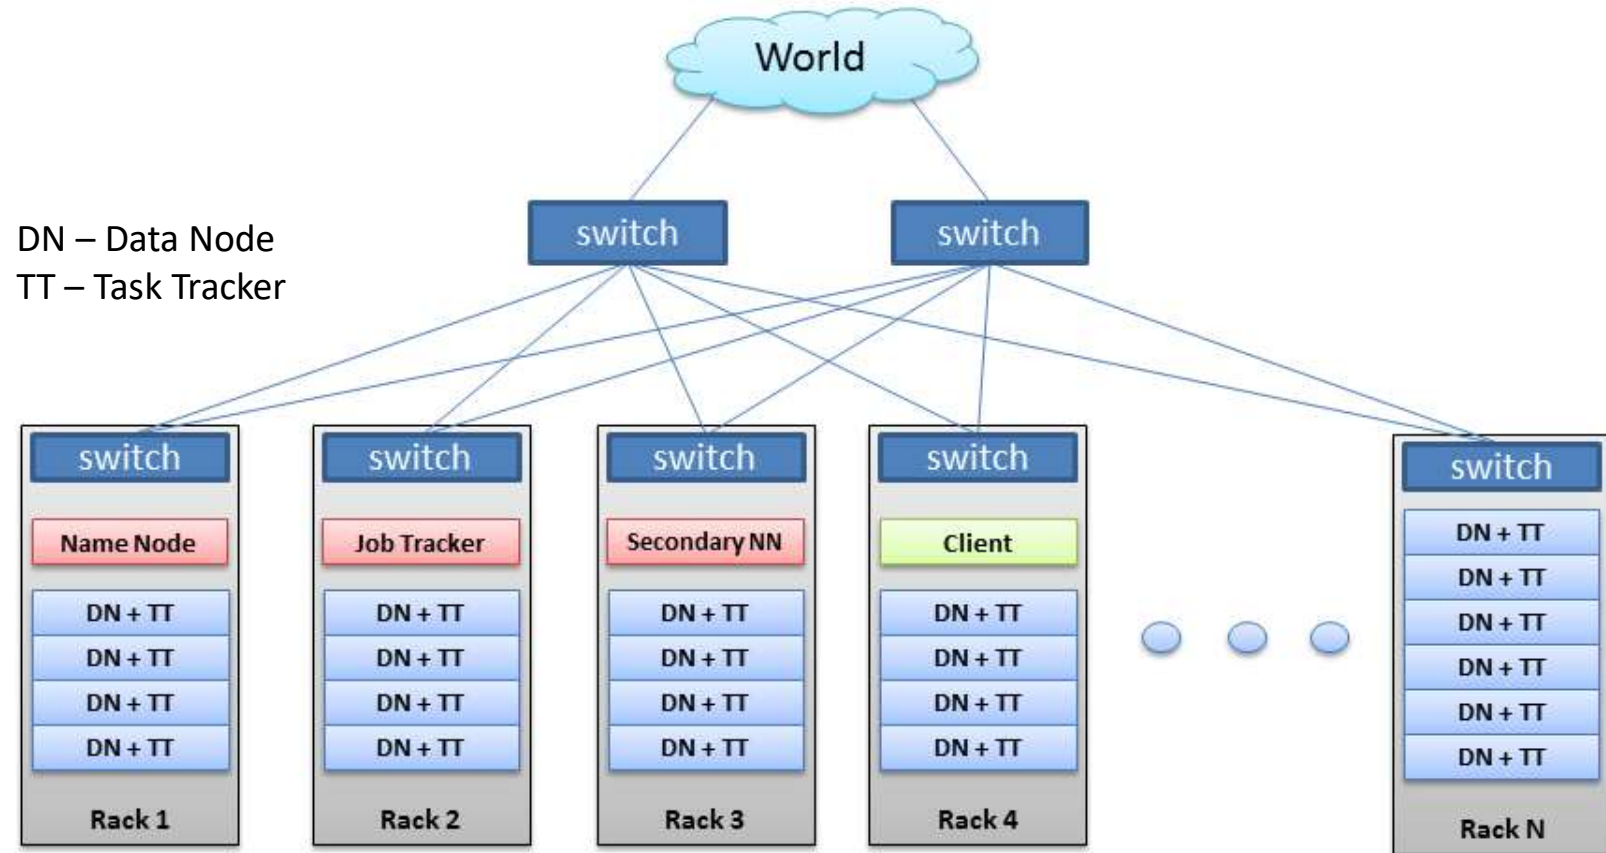 World
switch
switch
DN – Data Node
TT – Task Tracker
switch
Name Node
DN + TT
DN + TT
DN + TT
DN + TT
Rack 1
switch
Job Tracker
DN + TT
DN + TT
DN + TT
DN + TT
Rack 2
switch
Secondary NN
DN + TT
DN + TT
DN + TT
DN + TT
Rack 3
switch
Client
DN + TT
DN + TT
DN + TT
DN + TT
Rack 4
switch
DN + TT
DN + TT
DN + TT
DN + TT
DN + TT
DN + TT
Rack N